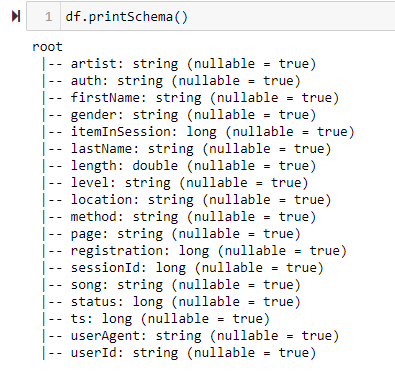 1 df.printSchema()
root
|-- artist: string (nullable = true)
|-- auth: string (nullable = true)
|-- firstName: string (nullable = true)
|-- gender: string (nullable = true)
|-- itemInSession: long (nullable = true)
|-- lastName: string (nullable = true)
|-- length: double (nullable = true)
|-- level: string (nullable = true)
|-- location: string (nullable = true)
|-- method: string (nullable = true)
|-- page: string (nullable = true)
|-- registration: long (nullable = true)
|-- sessionId: long (nullable = true)
|-- song: string (nullable = true)
|-- status: long (nullable = true)
|-- ts: long (nullable = true)
|-- userAgent: string (nullable = true)
|-- userId: string (nullable = true)